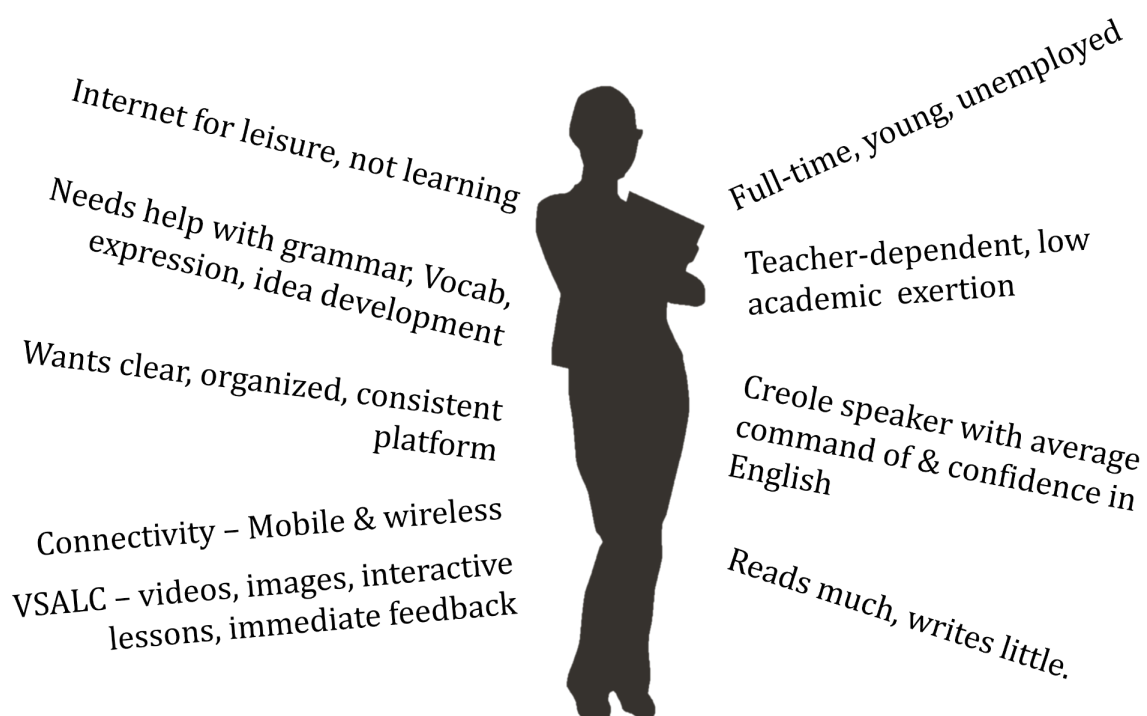 Internet for leisure, not learning
Needs help with grammar, Vocab,
expression, idea development
Wants clear, organized, consistent
platform
Connectivity – Mobile & wireless
VSALC – videos, images, interactive
lessons, immediate feedback
Full-time, young, unemployed
Teacher-dependent, low
academic exertion
Creole speaker with average
command of & confidence in
English
Reads much, writes little.